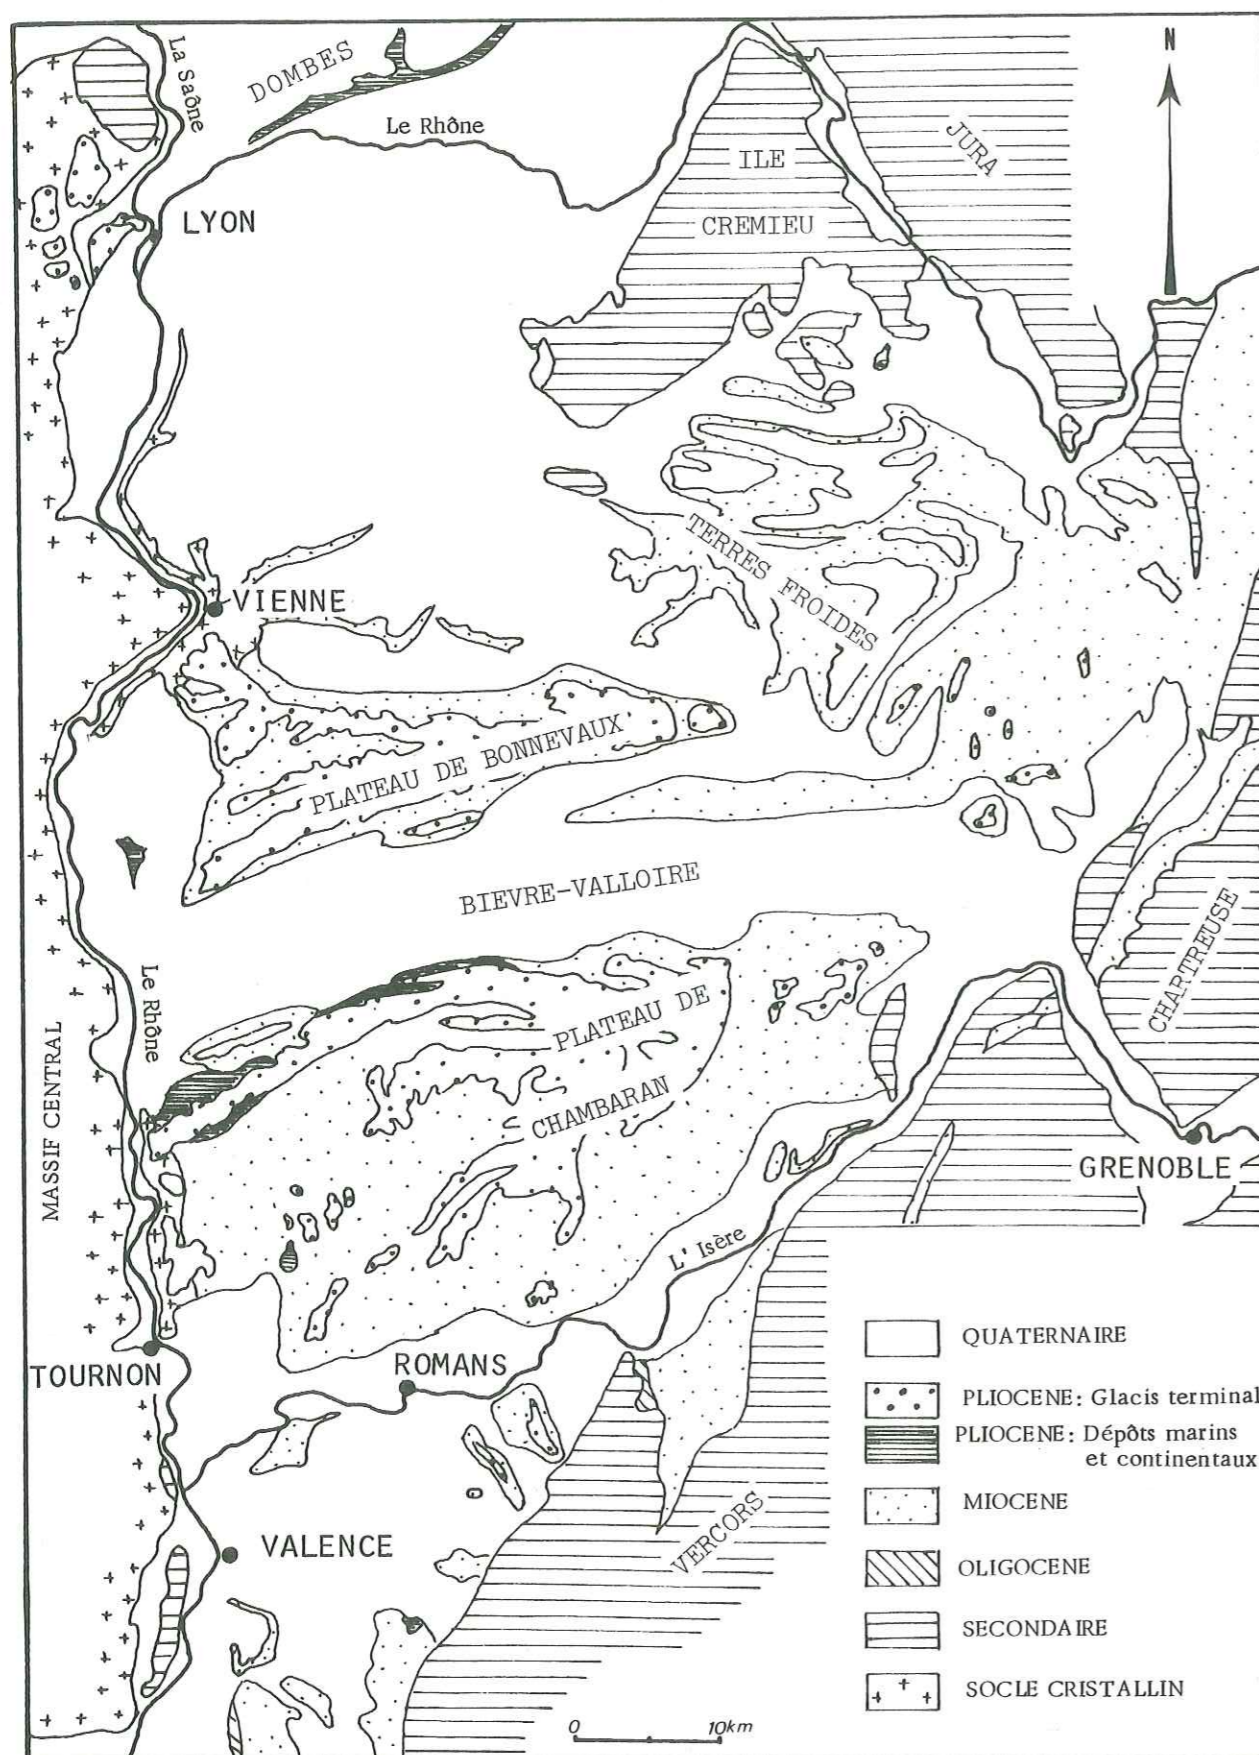 N
La Saône
DOMBES
Le Rhône
JURA
ILE
CREMIEU
LYON
TERRES FROIDES
VIENNE
PLATEAU DE BONNEVAUX
BIEVRE-VALLOIRE
CHARTREUSE
Le Rhône
MASSIF CENTRAL
PLATEAU DE
CHAMBARAN
GRENOBLE
L'Isère
TOURNON
ROMANS
VALENCE
VERCORS
QUATERNAIRE
PLIOCENE: Glacis terminal
PLIOCENE: Dépôts marins
et continentaux
MIOCENE
OLIGOCENE
SECONDAIRE
SOCLE CRISTALLIN
0 10km